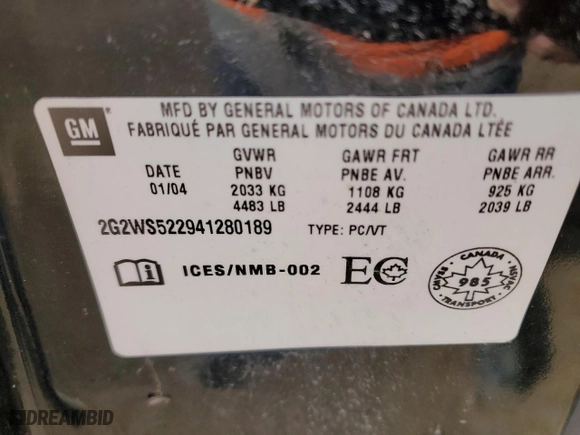 GM
MFD BY GENERAL MOTORS OF CANADA LTD.
FABRIQUÉ PAR GENERAL MOTORS DU CANADA LTÉE
GVWR GAWR FRT GAWR RR
DATE PNBV PNBE AV. PNBE ARR.
01/04 2033 KG 1108 KG 925 KG
4483 LB 2444 LB 2039 LB
2G2WS522941280189 TYPE: PC/VT
ICES/NMB-002 EC
CANADA
CMVSS 985 NSVAC
TRANSPORT
DREAMBID